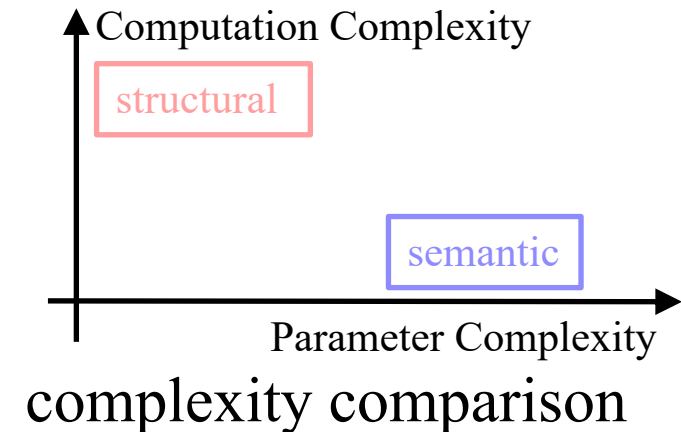 Computation Complexity
structural
semantic
Parameter Complexity
complexity comparison